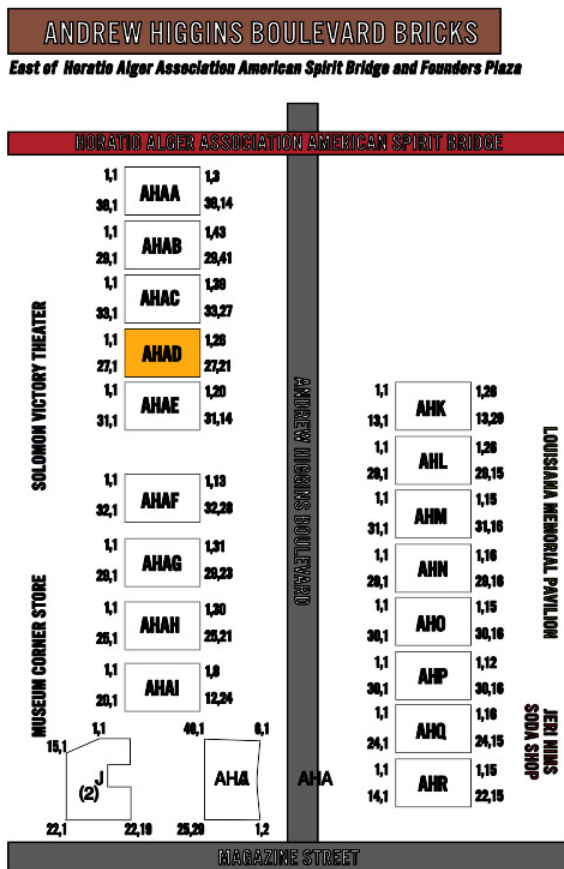 ANDREW HIGGINS BOULEVARD BRICKS
East of Horatio Alger Association American Spirit Bridge and Founders Plaza
HORATIO ALGER ASSOCIATION AMERICAN SPIRIT BRIDGE
1,1 AHAA 1,3
38,1 38,14
1,1 AHAB 1,43
29,1 29,41
1,1 AHAC 1,39
33,1 33,27
1,1 AHAD 1,26
27,1 27,21
1,1 AHAE 1,20
31,1 31,14
1,1 AHAF 1,13
32,1 32,28
1,1 AHAG 1,31
29,1 29,23
1,1 AHAH 1,30
25,1 25,21
1,1 AHAI 1,8
20,1 12,24
SOLOMON VICTORY THEATER
MUSEUM CORNER STORE
1,1
15,1
J
(2)
22,1 22,19
40,1 6,1
AHA
25,29 1,2
AHA
ANDREW HIGGINS BOULEVARD
1,1 AHK 1,26
13,1 13,29
1,1 AHL 1,26
29,1 29,15
1,1 AHM 1,15
31,1 31,16
1,1 AHN 1,16
29,1 29,16
1,1 AHO 1,15
30,1 30,16
1,1 AHP 1,12
30,1 30,16
1,1 AHQ 1,16
24,1 24,15
1,1 AHR 1,15
14,1 22,15
LOUISIANA MEMORIAL PAVILION
JERI NIMS
SODA SHOP
MAGAZINE STREET